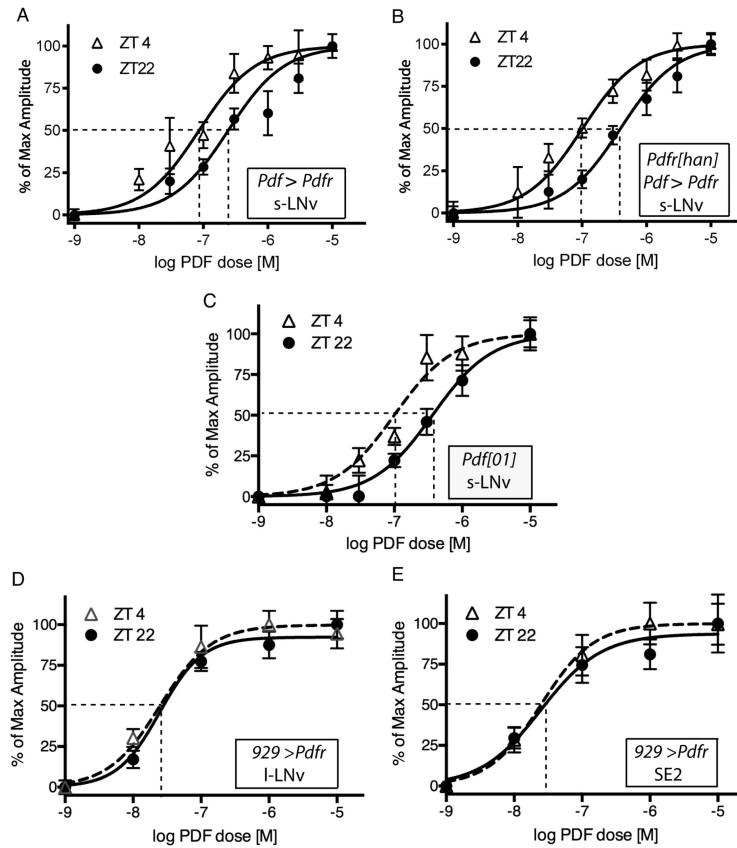 A
% of Max Amplitude
100
75
50
25
0
ZT 4
ZT22
Pdf > Pdfr
s-LNv
-9 -8 -7 -6 -5
log PDF dose [M]
B
% of Max Amplitude
100
75
50
25
0
ZT 4
ZT22
Pdfr[han]
Pdf > Pdfr
s-LNv
-9 -8 -7 -6 -5
log PDF dose [M]
C
% of Max Amplitude
100
75
50
25
0
ZT 4
ZT 22
Pdf[01]
s-LNv
-9 -8 -7 -6 -5
log PDF dose [M]
D
% of Max Amplitude
100
75
50
25
0
ZT 4
ZT 22
929 >Pdfr
l-LNv
-9 -8 -7 -6 -5
log PDF dose [M]
E
% of Max Amplitude
100
75
50
25
0
ZT 4
ZT 22
929 >Pdfr
SE2
-9 -8 -7 -6 -5
log PDF dose [M]